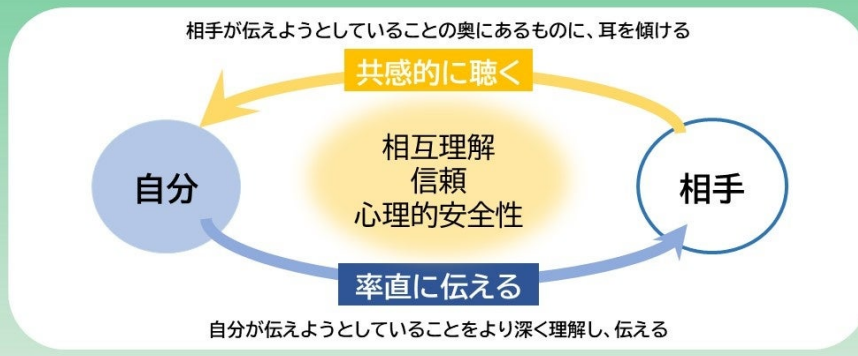 相手が伝えようとしていることの奥にあるものに、耳を傾ける
共感的に聴く
自分
相互理解
信頼
心理的安全性
相手
率直に伝える
自分が伝えようとしていることをより深く理解し、伝える